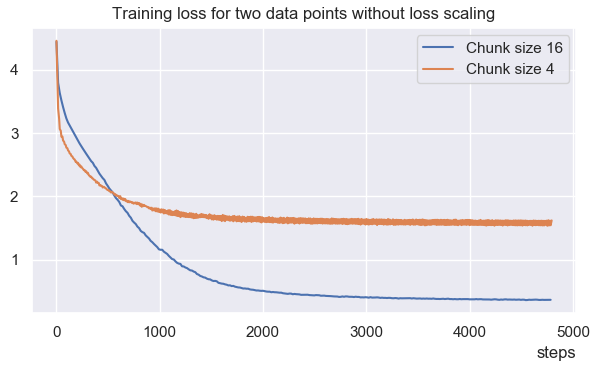 Training loss for two data points without loss scaling
Chunk size 16
Chunk size 4
4
3
2
1
0 1000 2000 3000 4000 5000
steps